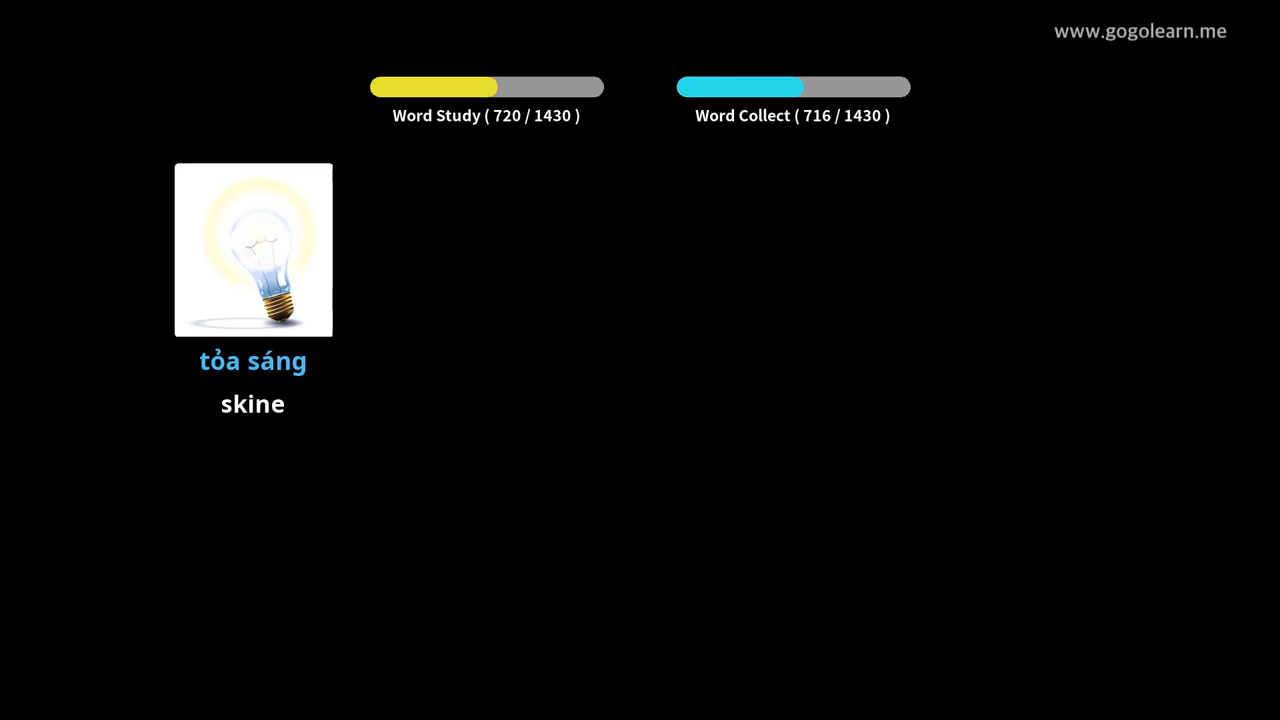 www.gogolearn.me
Word Study ( 720 / 1430 )
Word Collect ( 716 / 1430 )
tỏa sáng
skine